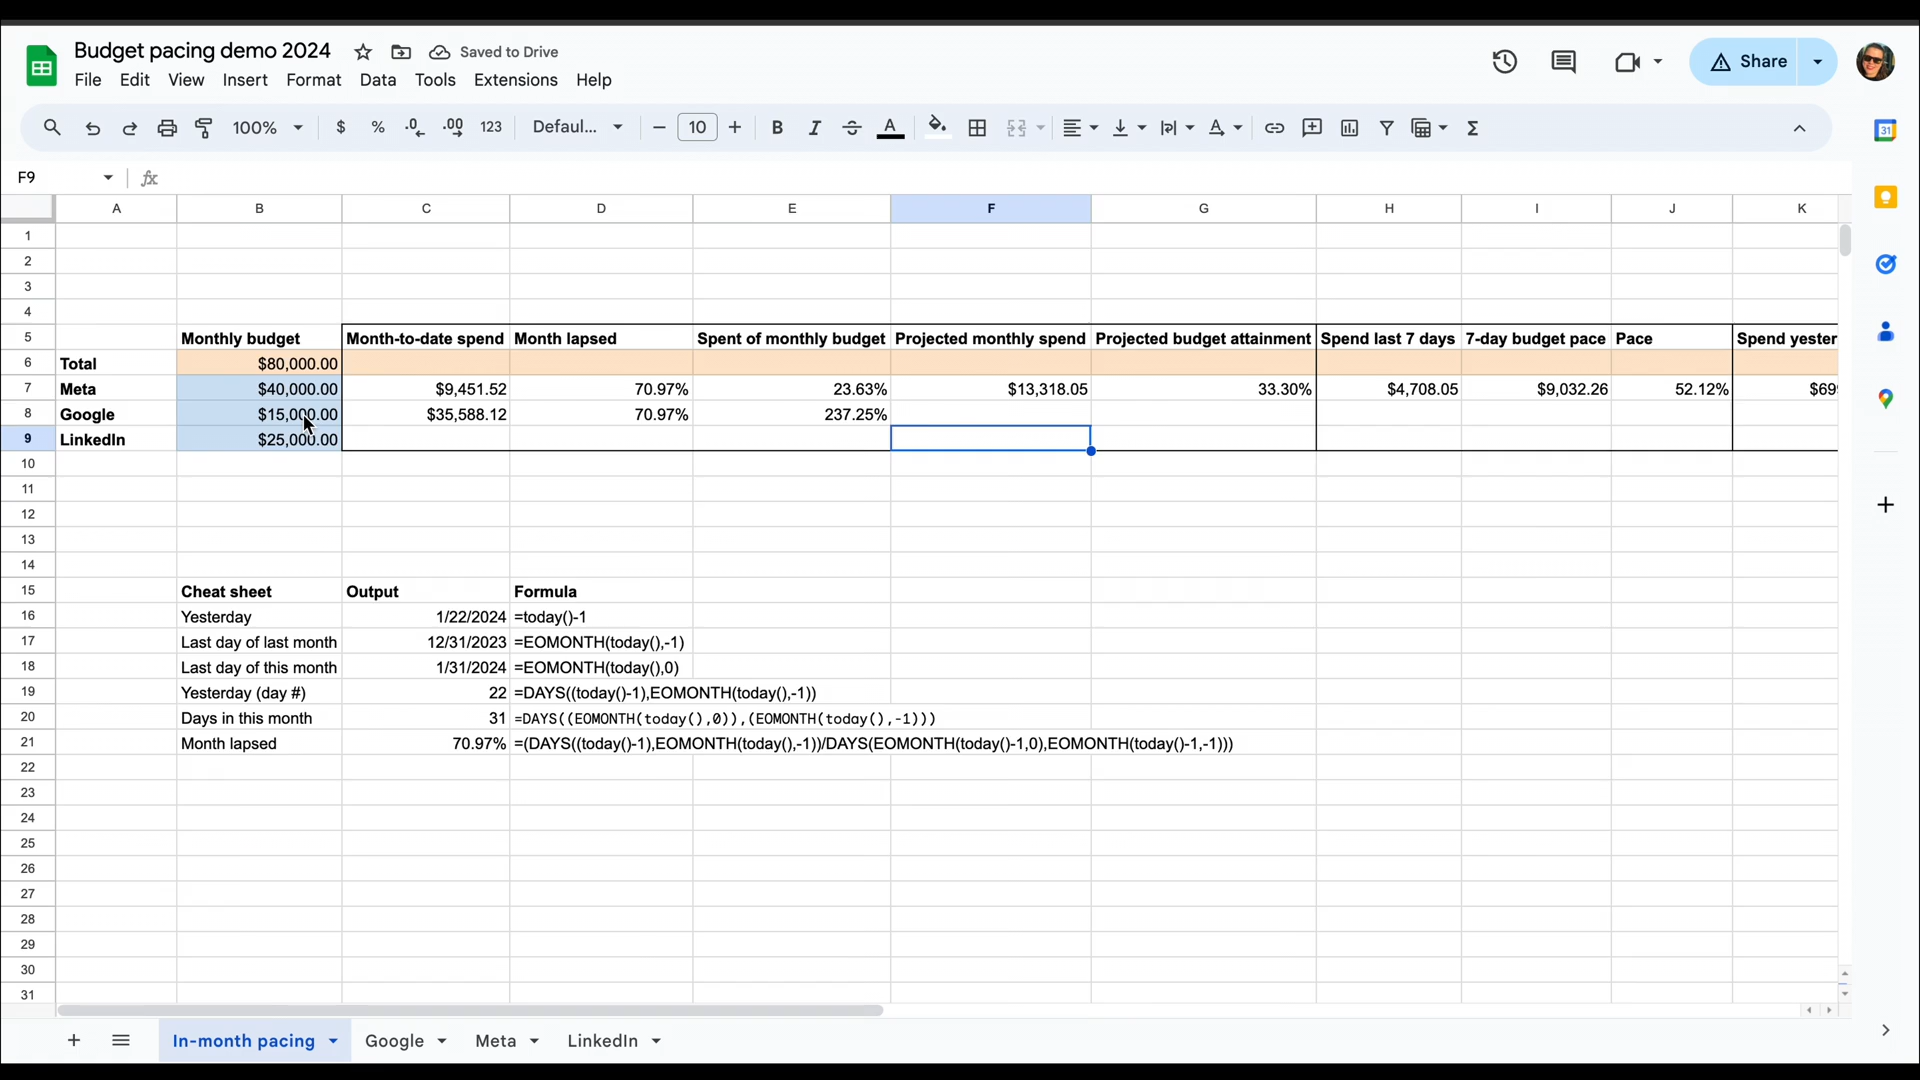 Budget pacing demo 2024 Saved to Drive
File Edit View Insert Format Data Tools Extensions Help
Share
100% $ % .0 .00 123 Defaul... 10 B I A
F9 fx
A B C D E F G H I J K
1
2
3
4
5 Monthly budget Month-to-date spend Month lapsed Spent of monthly budget Projected monthly spend Projected budget attainment Spend last 7 days 7-day budget pace Pace Spend yester
6 Total $80,000.00
7 Meta $40,000.00 $9,451.52 70.97% 23.63% $13,318.05 33.30% $4,708.05 $9,032.26 52.12% $69
8 Google $15,000.00 $35,588.12 70.97% 237.25%
9 LinkedIn $25,000.00
10
11
12
13
14
15 Cheat sheet Output Formula
16 Yesterday 1/22/2024 =today()-1
17 Last day of last month 12/31/2023 =EOMONTH(today(),-1)
18 Last day of this month 1/31/2024 =EOMONTH(today(),0)
19 Yesterday (day #) 22 =DAYS((today()-1),EOMONTH(today(),-1))
20 Days in this month 31 =DAYS((EOMONTH(today(),0)),(EOMONTH(today(),-1)))
21 Month lapsed 70.97% =(DAYS((today()-1),EOMONTH(today(),-1))/DAYS(EOMONTH(today()-1,0),EOMONTH(today()-1,-1)))
22
23
24
25
26
27
28
29
30
31
In-month pacing Google Meta LinkedIn